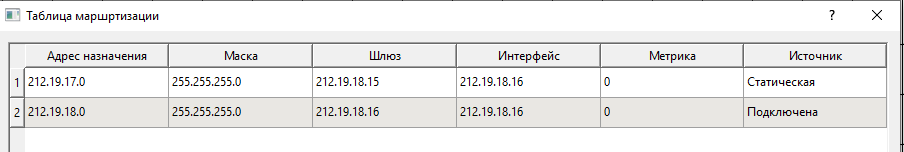 Таблица маршртизации
Адрес назначения Маска Шлюз Интерфейс Метрика Источник
1 212.19.17.0 255.255.255.0 212.19.18.15 212.19.18.16 0 Статическая
2 212.19.18.0 255.255.255.0 212.19.18.16 212.19.18.16 0 Подключена